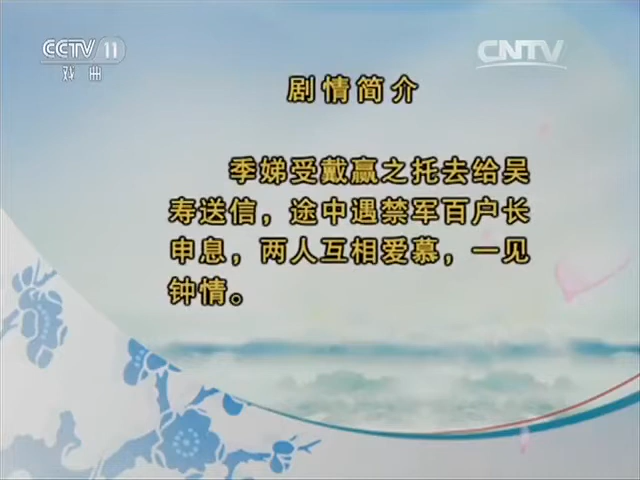 CCTV 11
戏曲
CNTV
剧情简介
季娣受戴赢之托去给吴
寿送信，途中遇禁军百户长
申息，两人互相爱慕，一见
钟情。